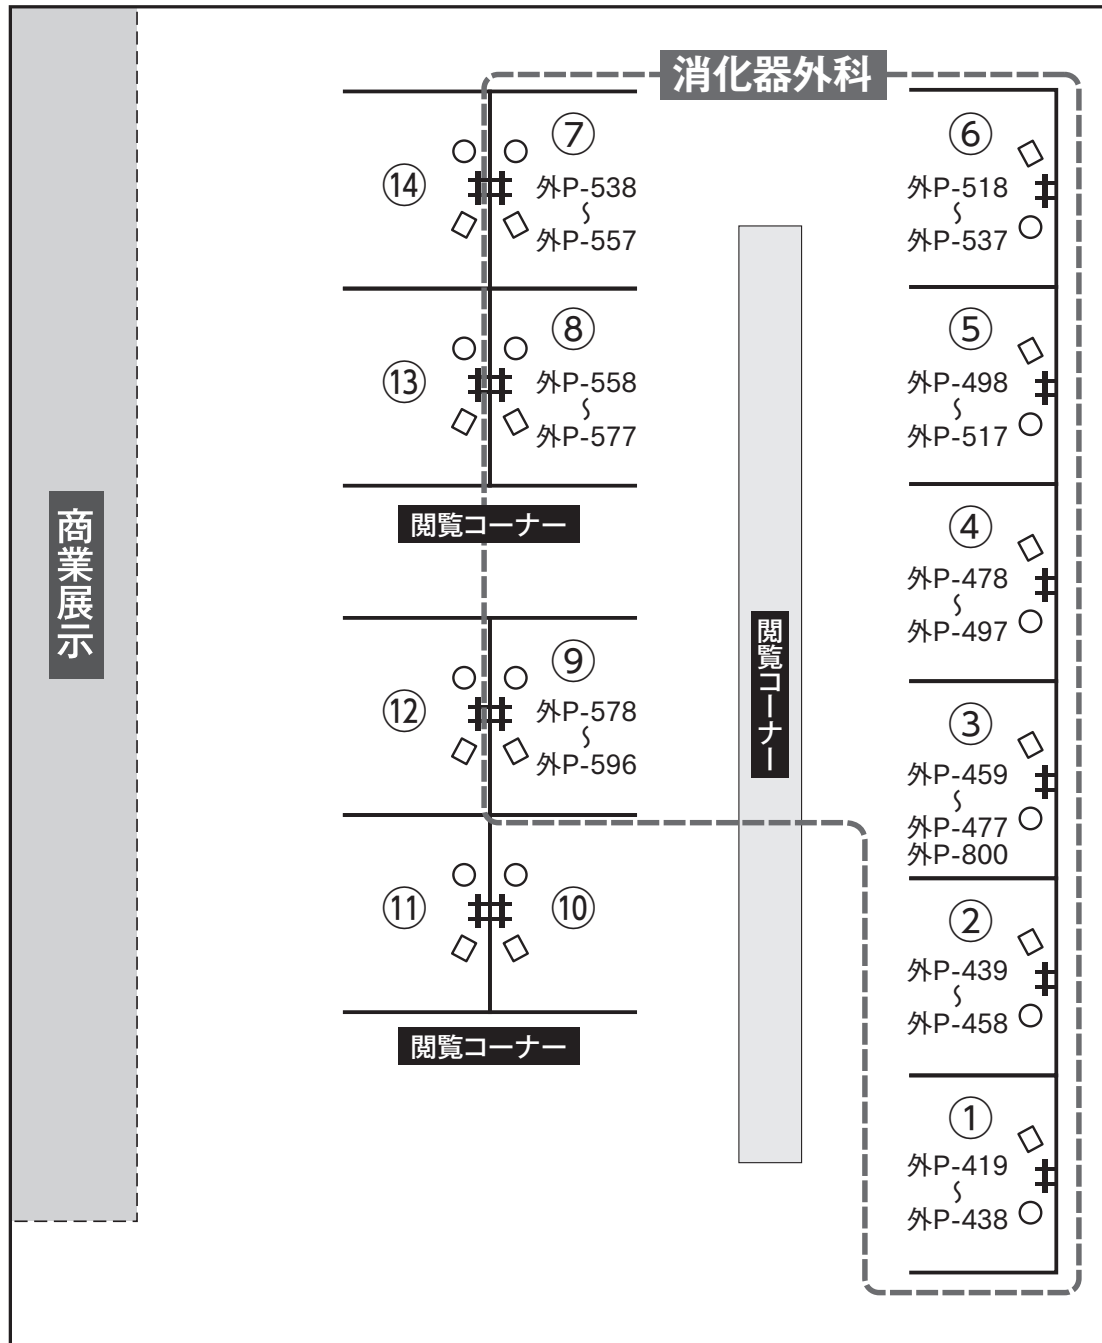 消化器外科
⑦
外P-538
〜
外P-557
⑭
⑧
外P-558
〜
外P-577
⑬
閲覧コーナー
⑨
外P-578
〜
外P-596
⑫
⑪
⑩
閲覧コーナー
商業展示
閲覧コーナー
⑥
外P-518
〜
外P-537
⑤
外P-498
〜
外P-517
④
外P-478
〜
外P-497
③
外P-459
〜
外P-477
外P-800
②
外P-439
〜
外P-458
①
外P-419
〜
外P-438